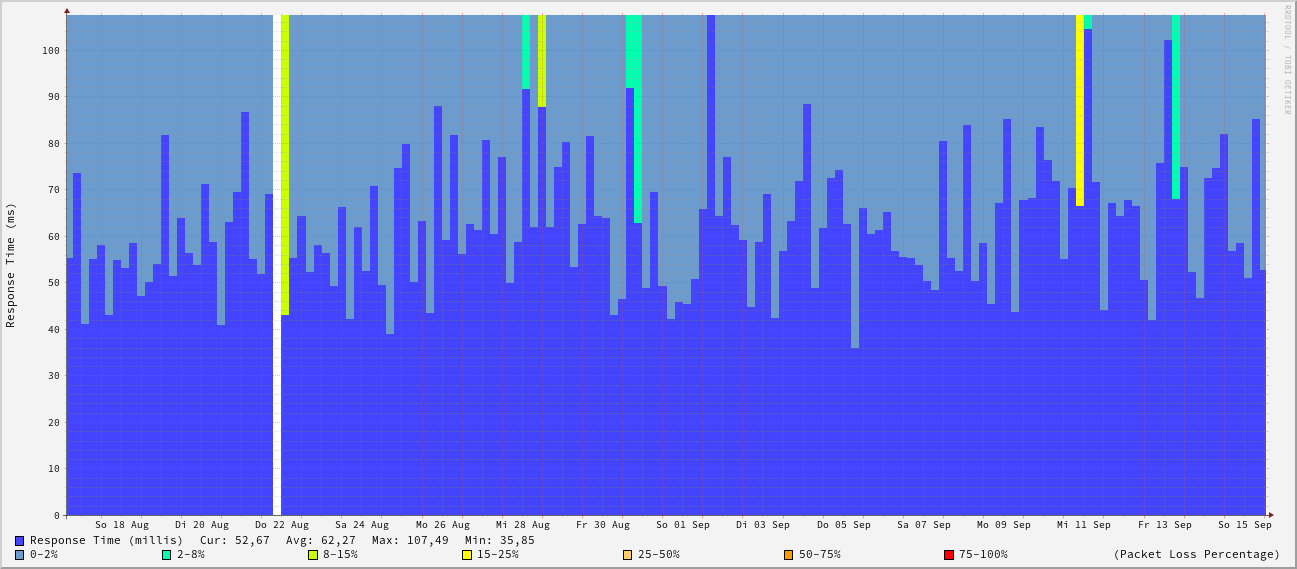 RRDTOOL / TOBI OETIKER
Response Time (ms)
100
90
80
70
60
50
40
30
20
10
0
So 18 Aug Di 20 Aug Do 22 Aug Sa 24 Aug Mo 26 Aug Mi 28 Aug Fr 30 Aug So 01 Sep Di 03 Sep Do 05 Sep Sa 07 Sep Mo 09 Sep Mi 11 Sep Fr 13 Sep So 15 Sep
Response Time (millis) Cur: 52,67 Avg: 62,27 Max: 107,49 Min: 35,85
0-2% 2-8% 8-15% 15-25% 25-50% 50-75% 75-100% (Packet Loss Percentage)